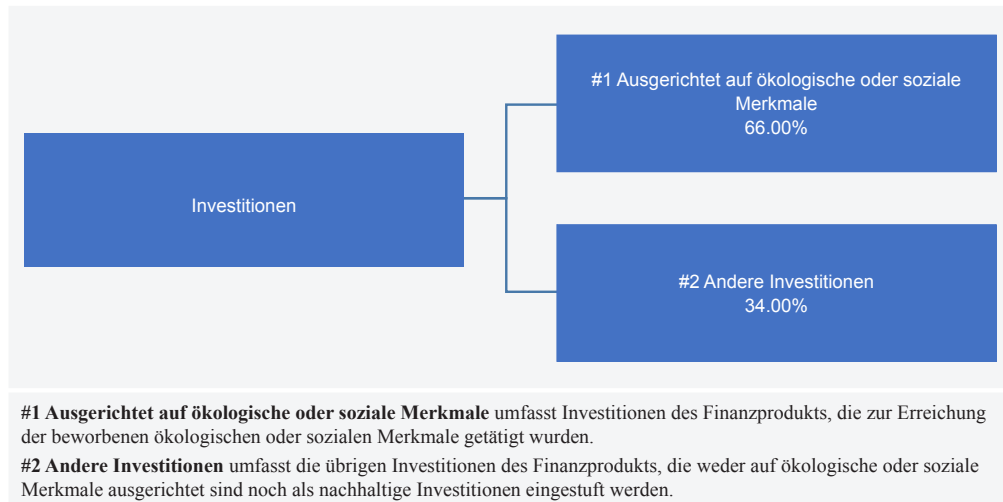 #1 Ausgerichtet auf ökologische oder soziale
Merkmale
66.00%
Investitionen
#2 Andere Investitionen
34.00%
#1 Ausgerichtet auf ökologische oder soziale Merkmale umfasst Investitionen des Finanzprodukts, die zur Erreichung
der beworbenen ökologischen oder sozialen Merkmale getätigt wurden.
#2 Andere Investitionen umfasst die übrigen Investitionen des Finanzprodukts, die weder auf ökologische oder soziale
Merkmale ausgerichtet sind noch als nachhaltige Investitionen eingestuft werden.